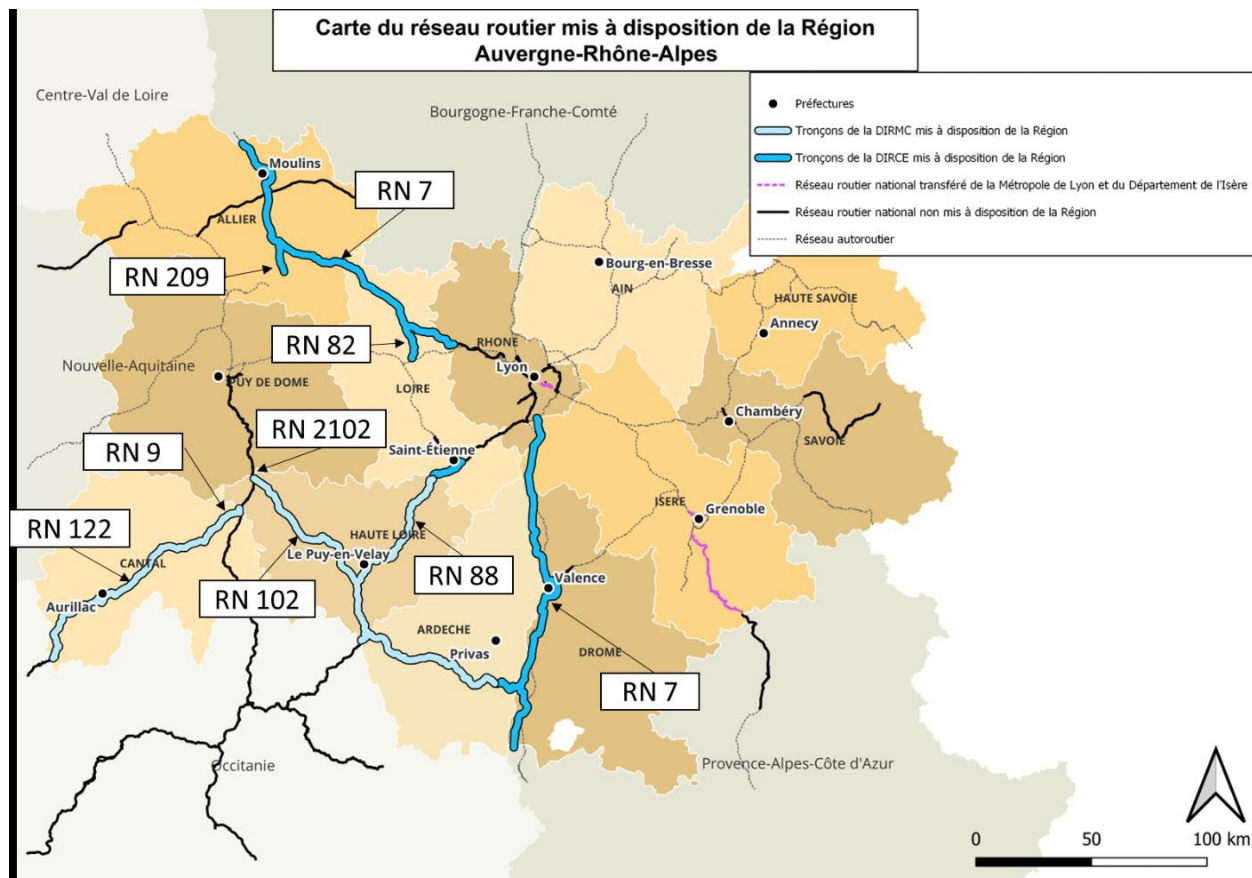 Carte du réseau routier mis à disposition de la Région
Auvergne-Rhône-Alpes
Préfectures
Tronçons de la DIRMC mis à disposition de la Région
Tronçons de la DIRCE mis à disposition de la Région
Réseau routier national transféré de la Métropole de Lyon et du Département de l'Isère
Réseau routier national non mis à disposition de la Région
Réseau autoroutier
Centre-Val de Loire
Bourgogne-Franche-Comté
Moulins
RN 7
ALLIER
RN 209
Bourg-en-Bresse
AIN
HAUTE SAVOIE
Annecy
RN 82
RHONE
Nouvelle-Aquitaine
Lyon
PUY DE DOME
LOIRE
Chambéry
RN 2102
SAVOIE
RN 9
Saint-Étienne
ISERE
Grenoble
RN 122
HAUTE LOIRE
Le Puy-en-Velay
CANTAL
RN 88
Valence
Aurillac
RN 102
ARDECHE
Privas
DROME
RN 7
Occitanie
Provence-Alpes-Côte d'Azur
0 50 100 km